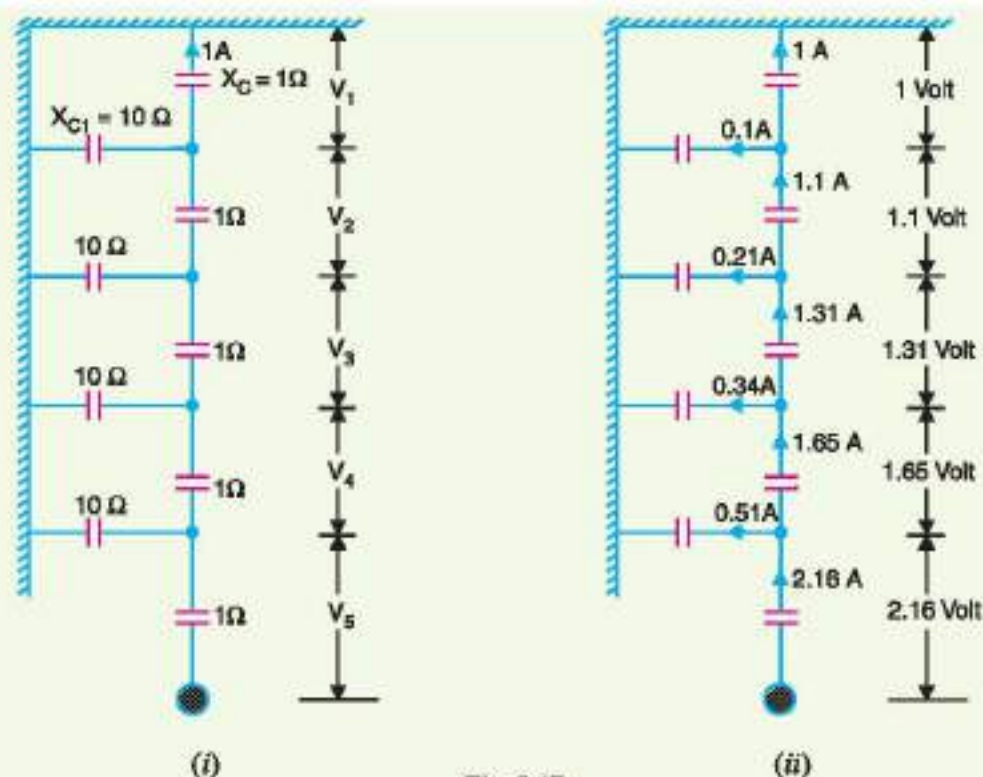 1A
X_C = 1Ω
V₁
X_C1 = 10 Ω
1Ω
V₂
10 Ω
1Ω
V₃
10 Ω
1Ω
V₄
10 Ω
1Ω
V₅
(i)
1 A
1 Volt
0.1A
1.1 A
1.1 Volt
0.21A
1.31 A
1.31 Volt
0.34A
1.65 A
1.65 Volt
0.51A
2.16 A
2.16 Volt
(ii)